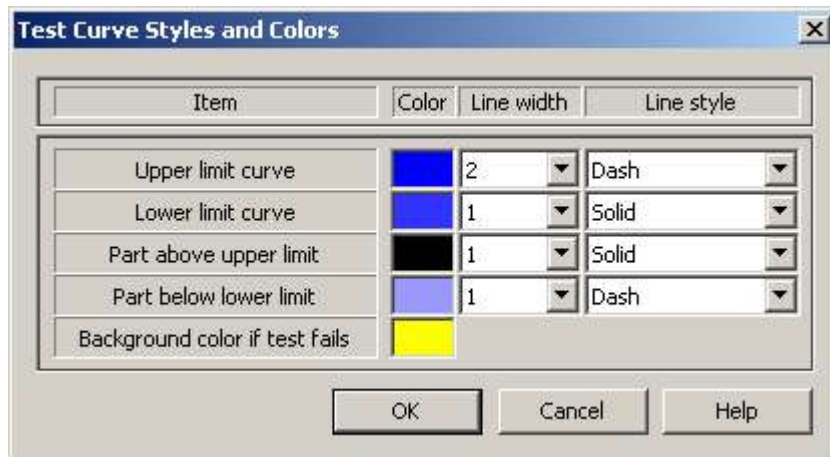 Test Curve Styles and Colors
Item Color Line width Line style
Upper limit curve 2 Dash
Lower limit curve 1 Solid
Part above upper limit 1 Solid
Part below lower limit 1 Dash
Background color if test fails
OK Cancel Help